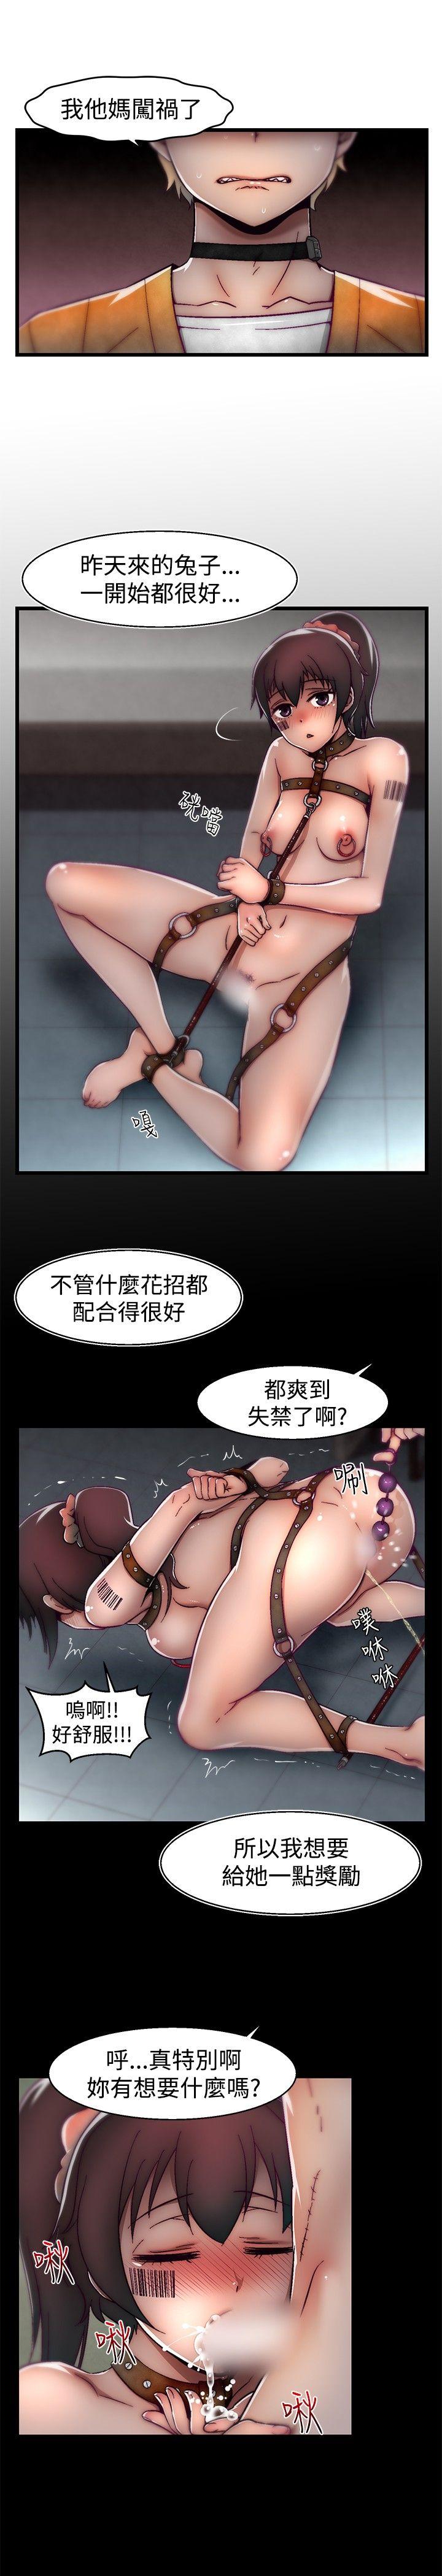 我他媽闖禍了
昨天來的兔子...
一開始都很好...
硄噹
嘎
不管什麼花招都
配合得很好
都爽到
失禁了啊?
唰
噗咻咻
嗚啊!!
好舒服!!!
所以我想要
給她一點獎勵
呼...真特別啊
妳有想要什麼嗎?
啾
啾
啾